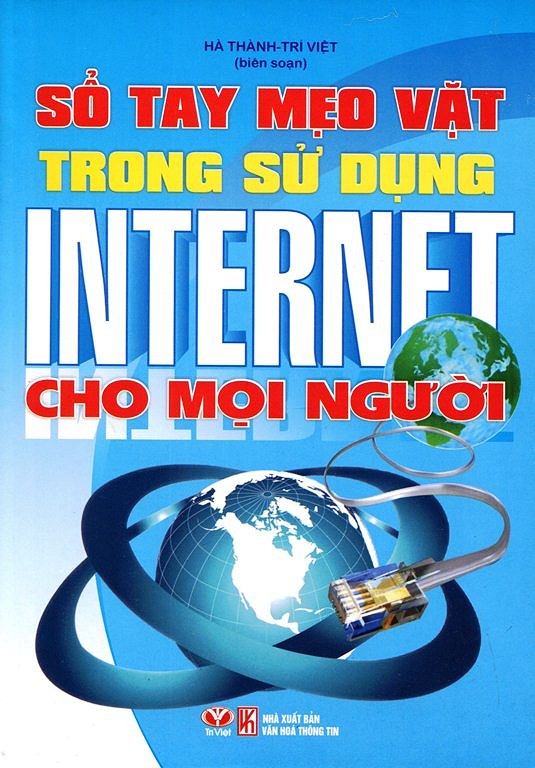 HÀ THÀNH-TRÍ VIỆT
(biên soạn)
SỔ TAY MẸO VẶT
TRONG SỬ DỤNG
INTERNET
CHO MỌI NGƯỜI
Trí Việt
NHÀ XUẤT BẢN
VĂN HOÁ THÔNG TIN